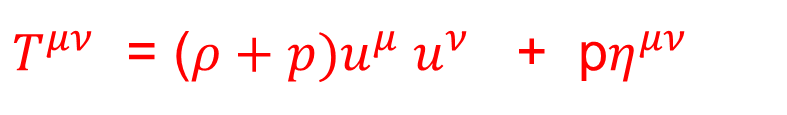 T^{μν} = (ρ + p)u^μ u^ν + pη^{μν}